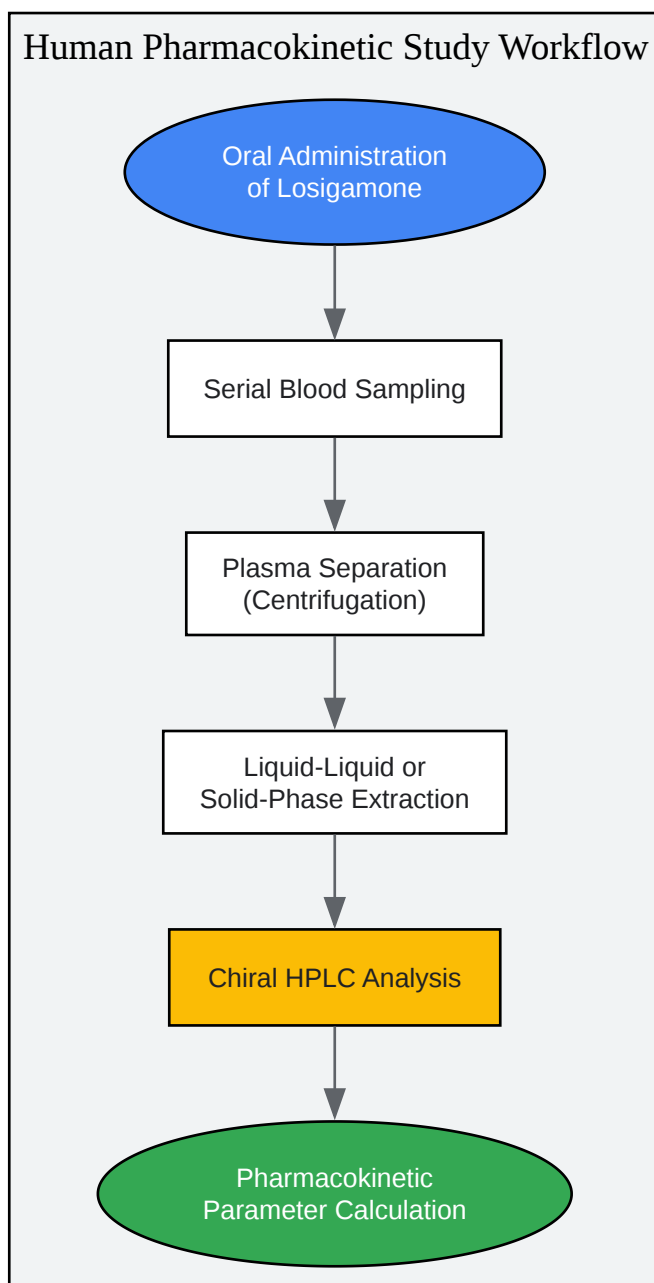 Human Pharmacokinetic Study Workflow
Oral Administration
of Losigamone
Serial Blood Sampling
Plasma Separation
(Centrifugation)
Liquid-Liquid or
Solid-Phase Extraction
Chiral HPLC Analysis
Pharmacokinetic
Parameter Calculation